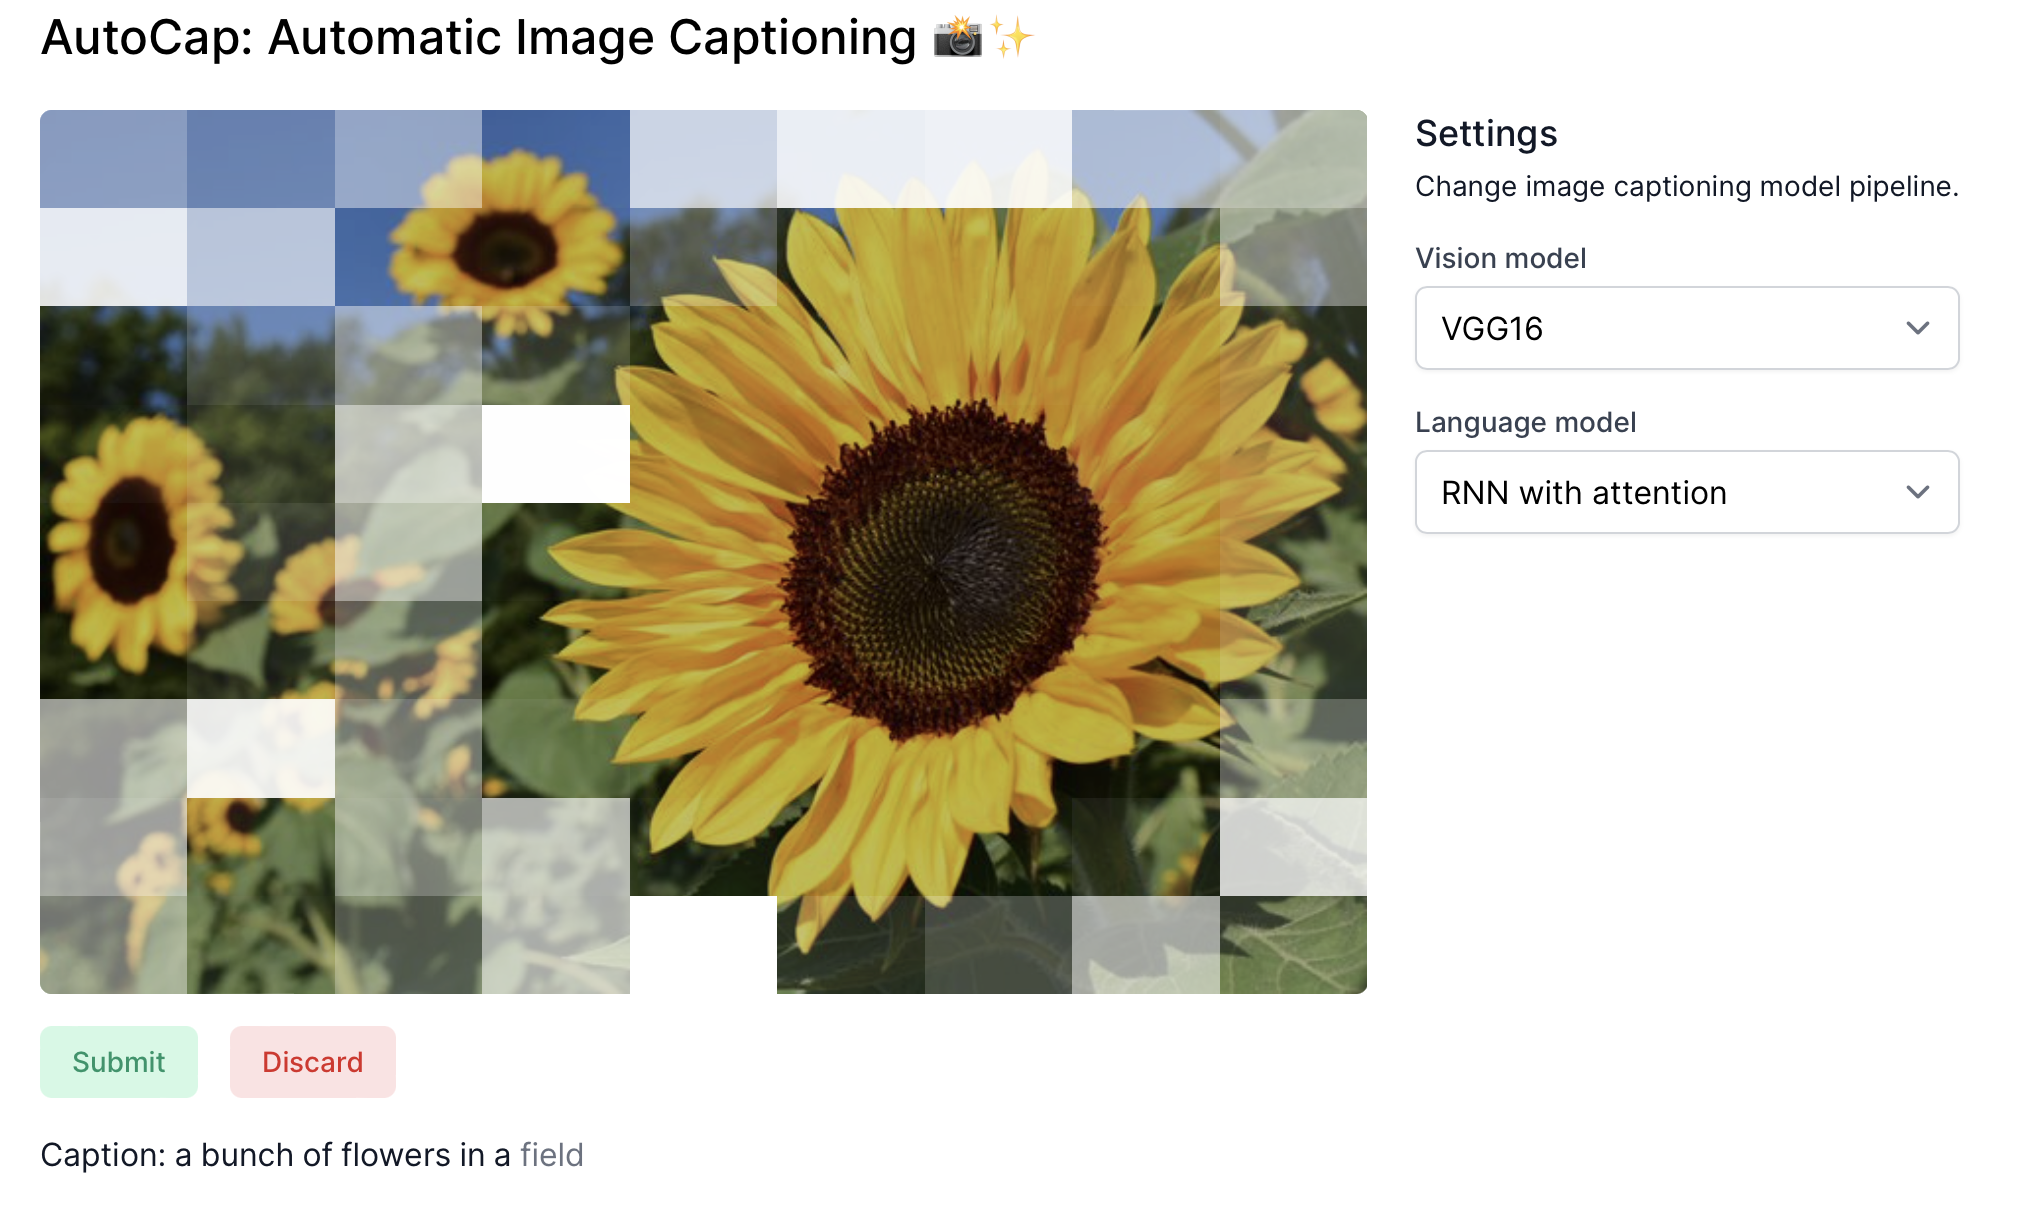 AutoCap: Automatic Image Captioning 📸✨
Settings
Change image captioning model pipeline.
Vision model
VGG16
Language model
RNN with attention
Submit
Discard
Caption: a bunch of flowers in a field